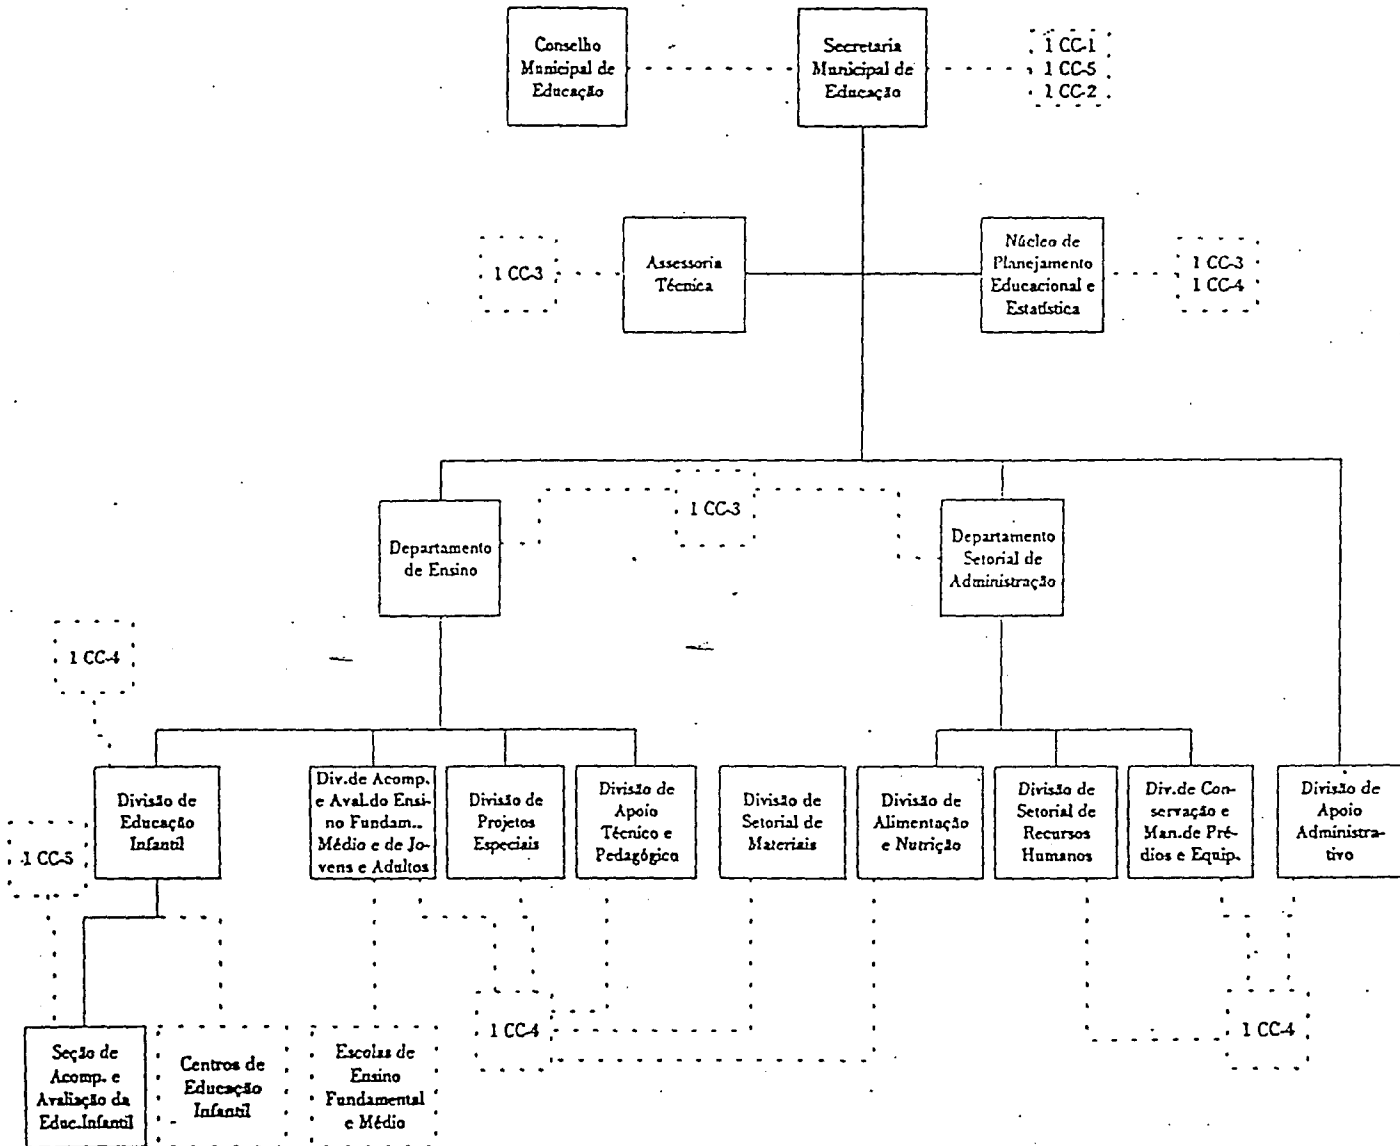 Conselho
Municipal de
Educação
Secretaria
Municipal de
Educação
1 CC-1
1 CC-5
1 CC-2
1 CC-3
Assessoria
Técnica
Núcleo de
Planejamento
Educacional e
Estatística
1 CC-3
1 CC-4
Departamento
de Ensino
1 CC-3
Departamento
Setorial de
Administração
1 CC-4
1 CC-5
Divisão de
Educação
Infantil
Div.de Acomp.
e Aval.do Ensi-
no Fundam..
Médio e de Jo-
vens e Adultos
Divisão de
Projetos
Especiais
Divisão de
Apoio
Técnico e
Pedagógico
Divisão de
Setorial de
Materiais
Divisão de
Alimentação
e Nutrição
Divisão de
Setorial de
Recursos
Humanos
Div.de Con-
servação e
Man.de Pré-
dios e Equip.
Divisão de
Apoio
Administra-
tivo
Seção de
Acomp. e
Avaliação da
Educ.Infantil
Centros de
Educação
Infantil
Escolas de
Ensino
Fundamental
e Médio
1 CC-4
1 CC-4